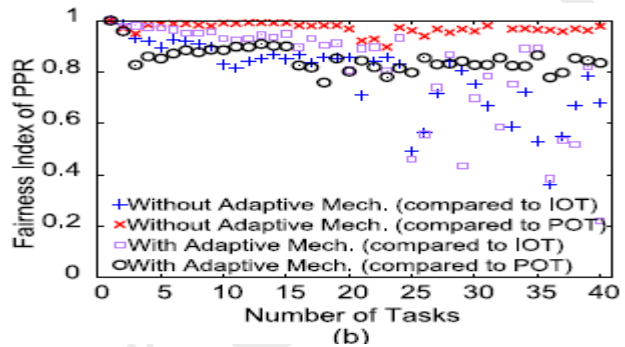 Fairness Index of PPR
1
0.8
0.6
0.4
0.2
0
+Without Adaptive Mech. (compared to IOT)
×Without Adaptive Mech. (compared to POT)
□With Adaptive Mech. (compared to IOT)
oWith Adaptive Mech. (compared to POT)
0 5 10 15 20 25 30 35 40
Number of Tasks
(b)